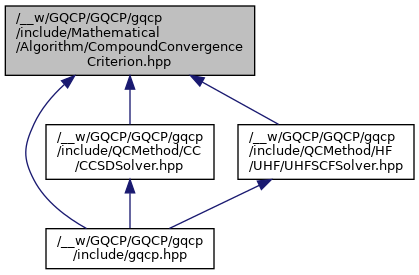 /__w/GQCP/GQCP/gqcp
/include/Mathematical
/Algorithm/CompoundConvergence
Criterion.hpp
/__w/GQCP/GQCP/gqcp
/include/QCMethod/CC
/CCSDSolver.hpp
/__w/GQCP/GQCP/gqcp
/include/QCMethod/HF
/UHF/UHFSCFSolver.hpp
/__w/GQCP/GQCP/gqcp
/include/gqcp.hpp